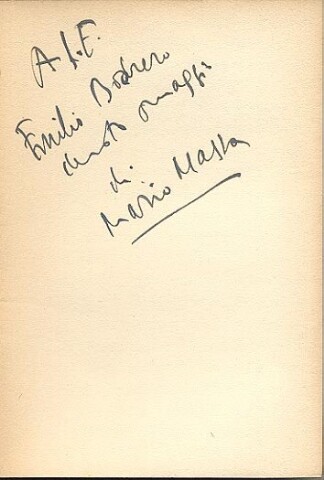 A S.E.
Emilio Bodrero
devoto omaggio
di
Mario Massa